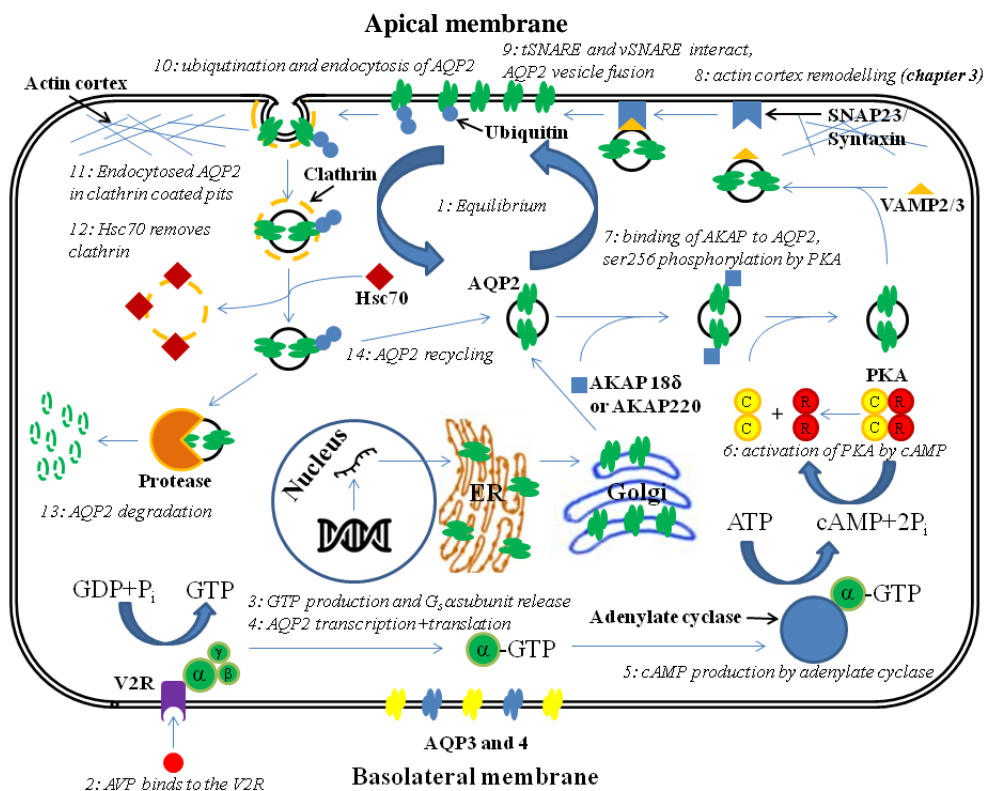 Apical membrane
9: tSNARE and vSNARE interact,
AQP2 vesicle fusion
10: ubiqutination and endocytosis of AQP2
8: actin cortex remodelling (chapter 3)
Actin cortex
Ubiquitin
SNAP23/
Syntaxin
11: Endocytosed AQP2
in clathrin coated pits
Clathrin
1: Equilibrium
VAMP2/3
12: Hsc70 removes
clathrin
7: binding of AKAP to AQP2,
ser256 phosphorylation by PKA
Hsc70
AQP2
14: AQP2 recycling
AKAP18δ
or AKAP220
PKA
C
C
+
R
R
C
R
C
R
6: activation of PKA by cAMP
Nucleus
ER
Golgi
Protease
13: AQP2 degradation
ATP
cAMP+2Pi
GDP+Pi
GTP
3: GTP production and Gsαsubunit release
4: AQP2 transcription+translation
Adenylate cyclase
α
-GTP
α
-GTP
5: cAMP production by adenylate cyclase
V2R
α
γ
β
AQP3 and 4
Basolateral membrane
2: AVP binds to the V2R